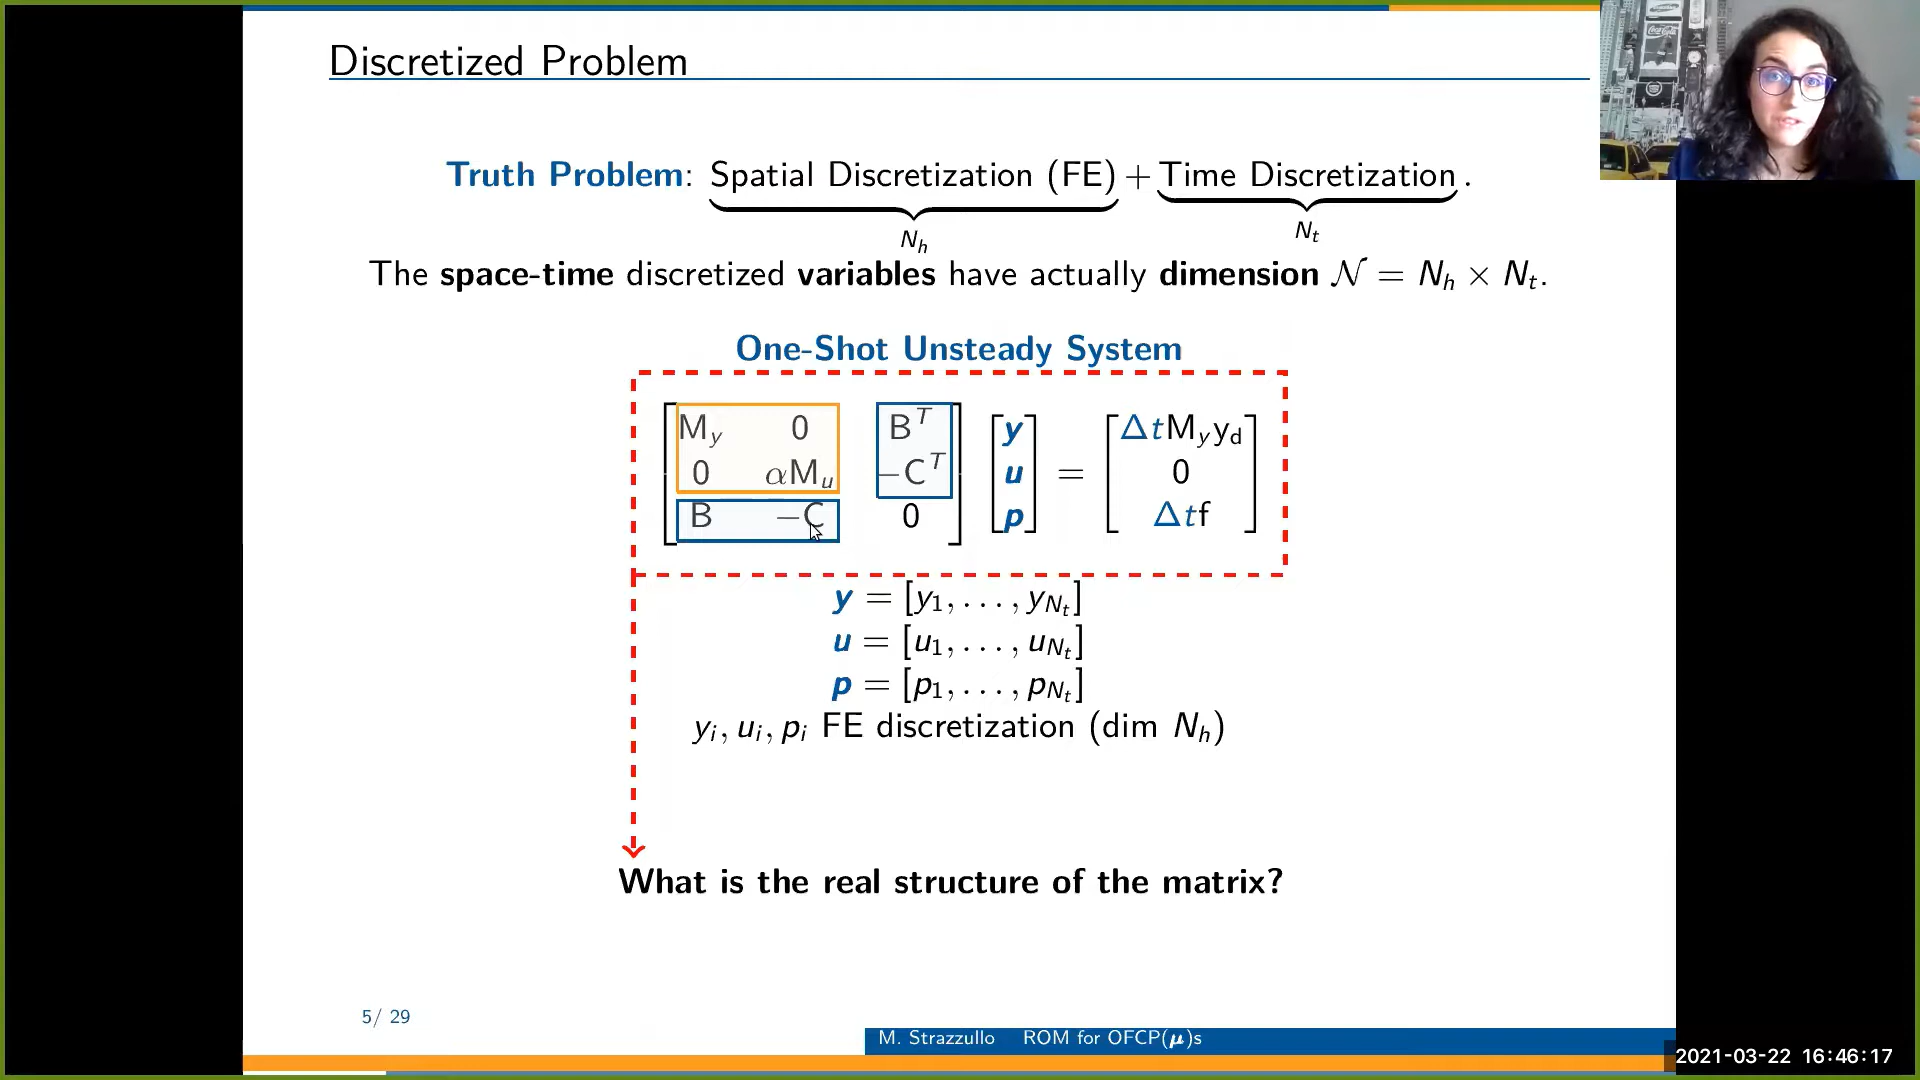 Discretized Problem
Truth Problem: Spatial Discretization (FE) + Time Discretization .
N_h N_t
The space-time discretized variables have actually dimension 𝒩 = N_h × N_t.
One-Shot Unsteady System
M_y 0 B^T y ΔtM_y y_d
0 αM_u −C^T u = 0
B −C 0 p Δtf
y = [y_1, . . . , y_{N_t}]
u = [u_1, . . . , u_{N_t}]
p = [p_1, . . . , p_{N_t}]
y_i, u_i, p_i FE discretization (dim N_h)
What is the real structure of the matrix?
5/ 29
M. Strazzullo ROM for OFCP(μ)s
2021-03-22 16:46:17
Coca-Cola